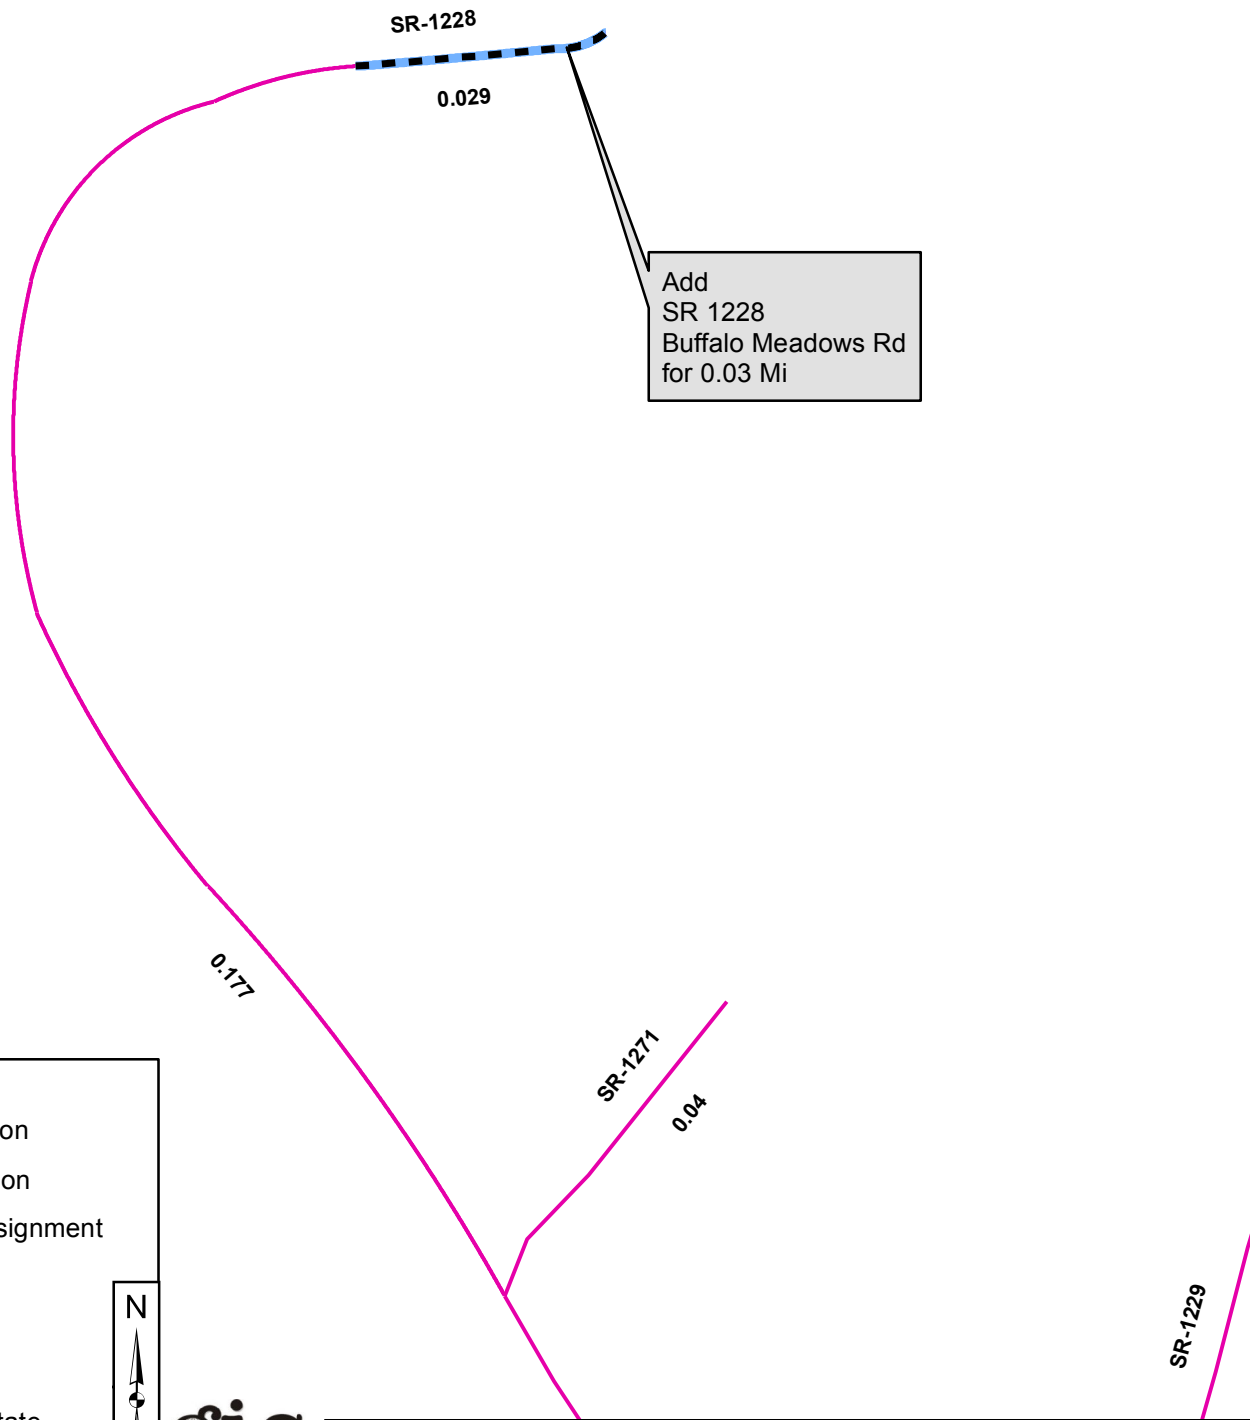 SR-1228
0.029
Add
SR 1228
Buffalo Meadows Rd
for 0.03 Mi
0.177
SR-1271
0.04
SR-1229
on
on
signment
N